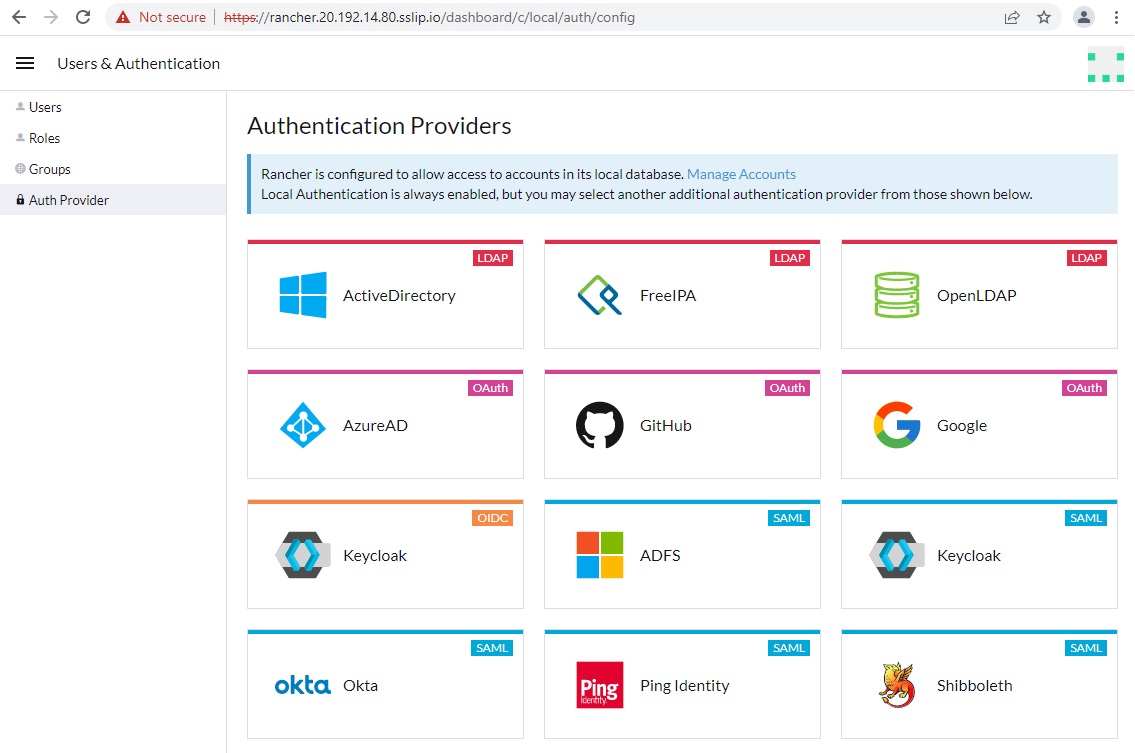 Not secure | https://rancher.20.192.14.80.sslip.io/dashboard/c/local/auth/config
Users & Authentication
Users
Roles
Groups
Auth Provider
Authentication Providers
Rancher is configured to allow access to accounts in its local database. Manage Accounts
Local Authentication is always enabled, but you may select another additional authentication provider from those shown below.
LDAP
ActiveDirectory
LDAP
FreeIPA
LDAP
OpenLDAP
OAuth
AzureAD
OAuth
GitHub
OAuth
Google
OIDC
Keycloak
SAML
ADFS
SAML
Keycloak
SAML
okta Okta
SAML
Ping
Identity
Ping Identity
SAML
Shibboleth